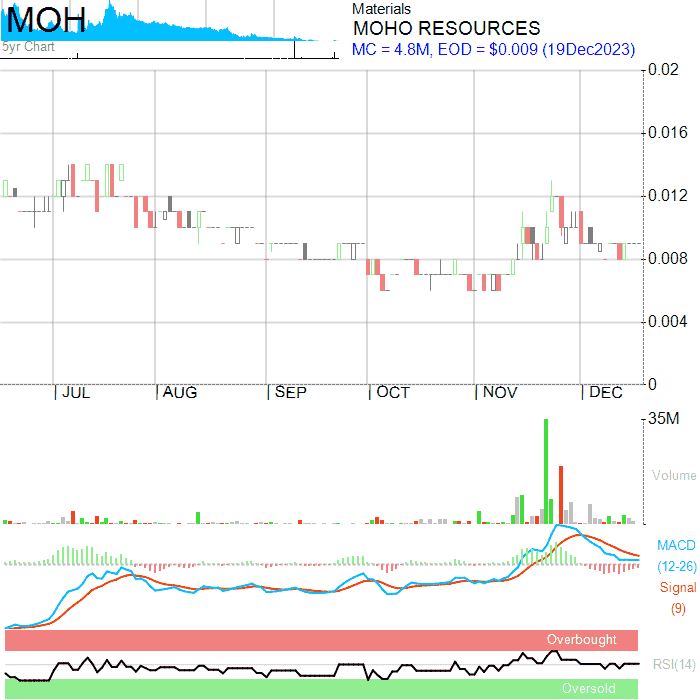 MOH
5yr Chart
Materials
MOHO RESOURCES
MC = 4.8M, EOD = $0.009 (19Dec2023)
0.02
0.016
0.012
0.008
0.004
0
JUL AUG SEP OCT NOV DEC
35M
Volume
MACD
(12-26)
Signal
(9)
Overbought
RSI(14)
Oversold